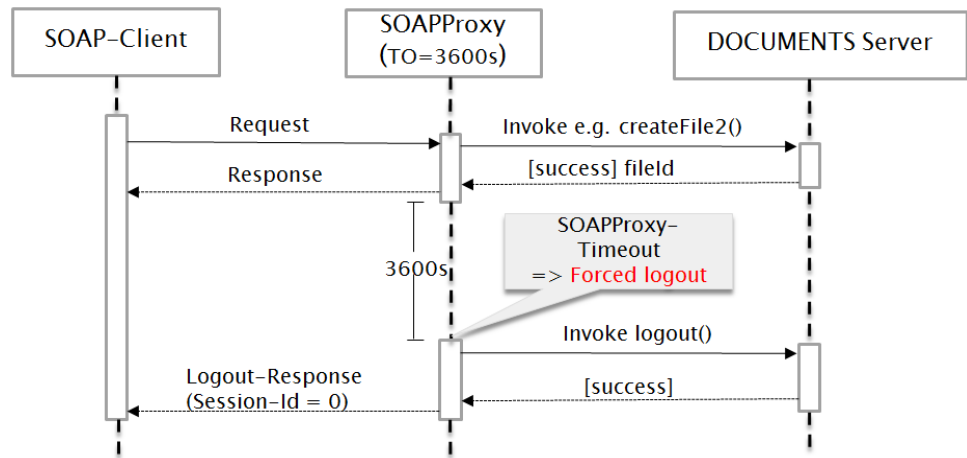 SOAP-Client
SOAPProxy
(TO=3600s)
DOCUMENTS Server
Request
Invoke e.g. createFile2()
Response
[success] fileId
SOAPProxy-
Timeout
=> Forced logout
3600s
Invoke logout()
Logout-Response
(Session-Id = 0)
[success]